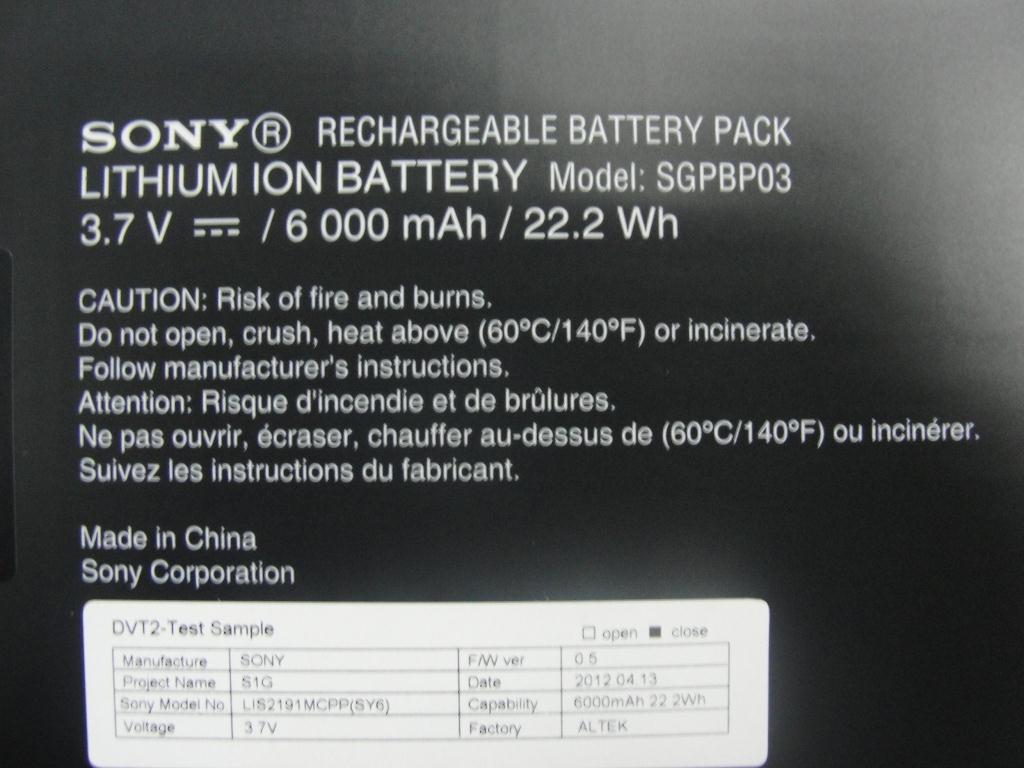 SONY® RECHARGEABLE BATTERY PACK
LITHIUM ION BATTERY Model: SGPBP03
3.7 V ⎓ / 6 000 mAh / 22.2 Wh
CAUTION: Risk of fire and burns.
Do not open, crush, heat above (60ºC/140ºF) or incinerate.
Follow manufacturer's instructions.
Attention: Risque d'incendie et de brûlures.
Ne pas ouvrir, écraser, chauffer au-dessus de (60ºC/140ºF) ou incinérer.
Suivez les instructions du fabricant.
Made in China
Sony Corporation
DVT2-Test Sample ☐ open ■ close
Manufacture SONY F/W ver 0.5
Project Name S1G Date 2012.04.13
Sony Model No LIS2191MCPP(SY6) Capability 6000mAh 22.2Wh
Voltage 3.7V Factory ALTEK